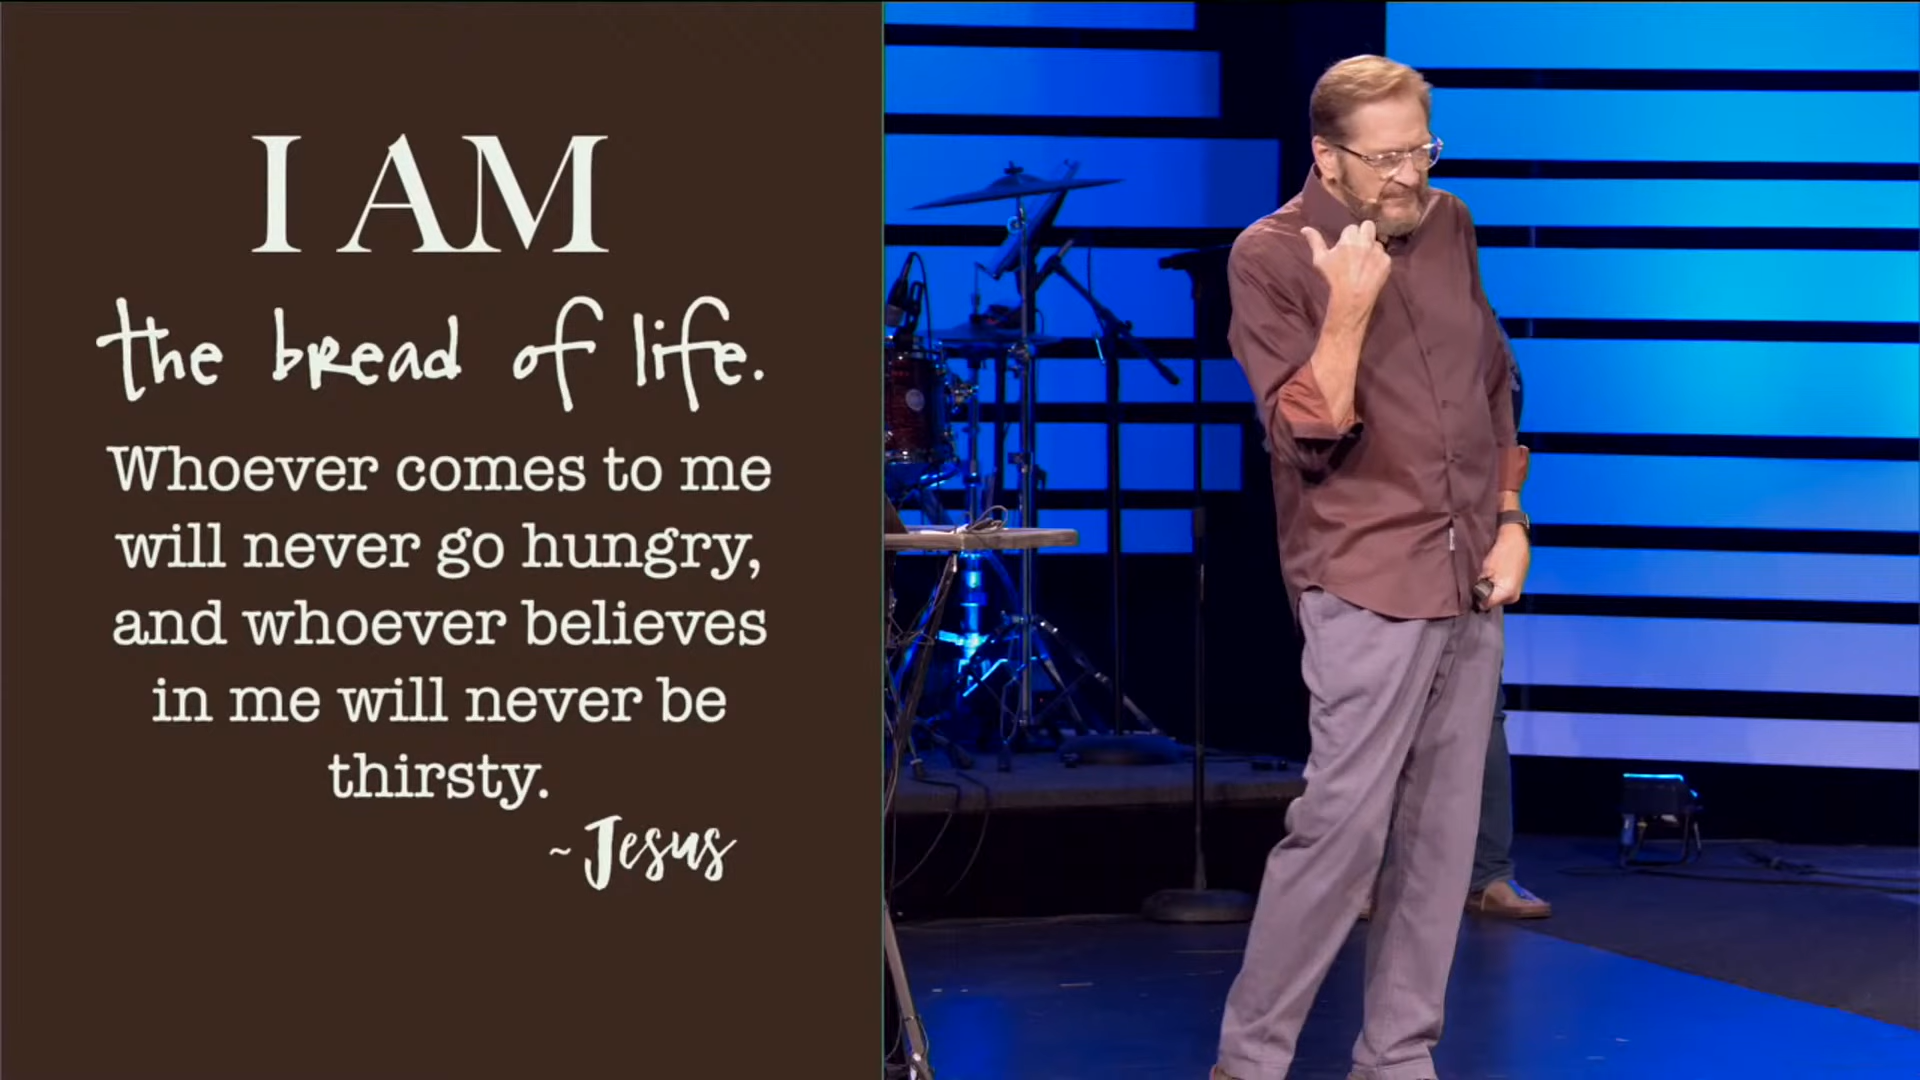 I AM
the bread of life.
Whoever comes to me
will never go hungry,
and whoever believes
in me will never be
thirsty.
~Jesus